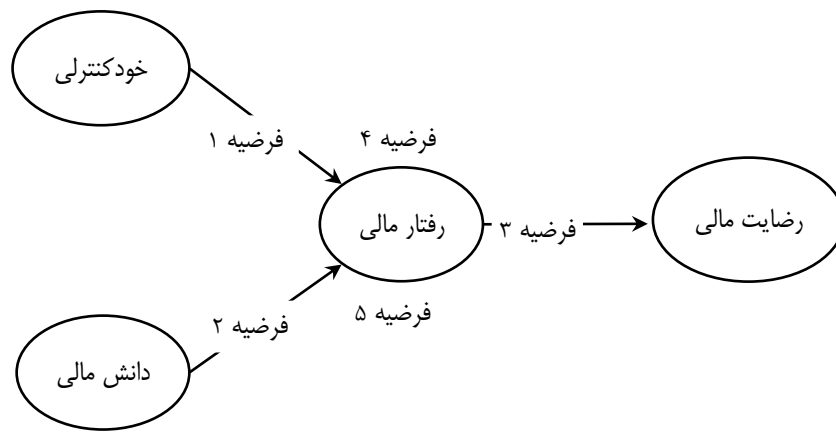 خودکنترلی
فرضیه ۱
فرضیه ۴
رفتار مالی
فرضیه ۳
رضایت مالی
فرضیه ۲
فرضیه ۵
دانش مالی